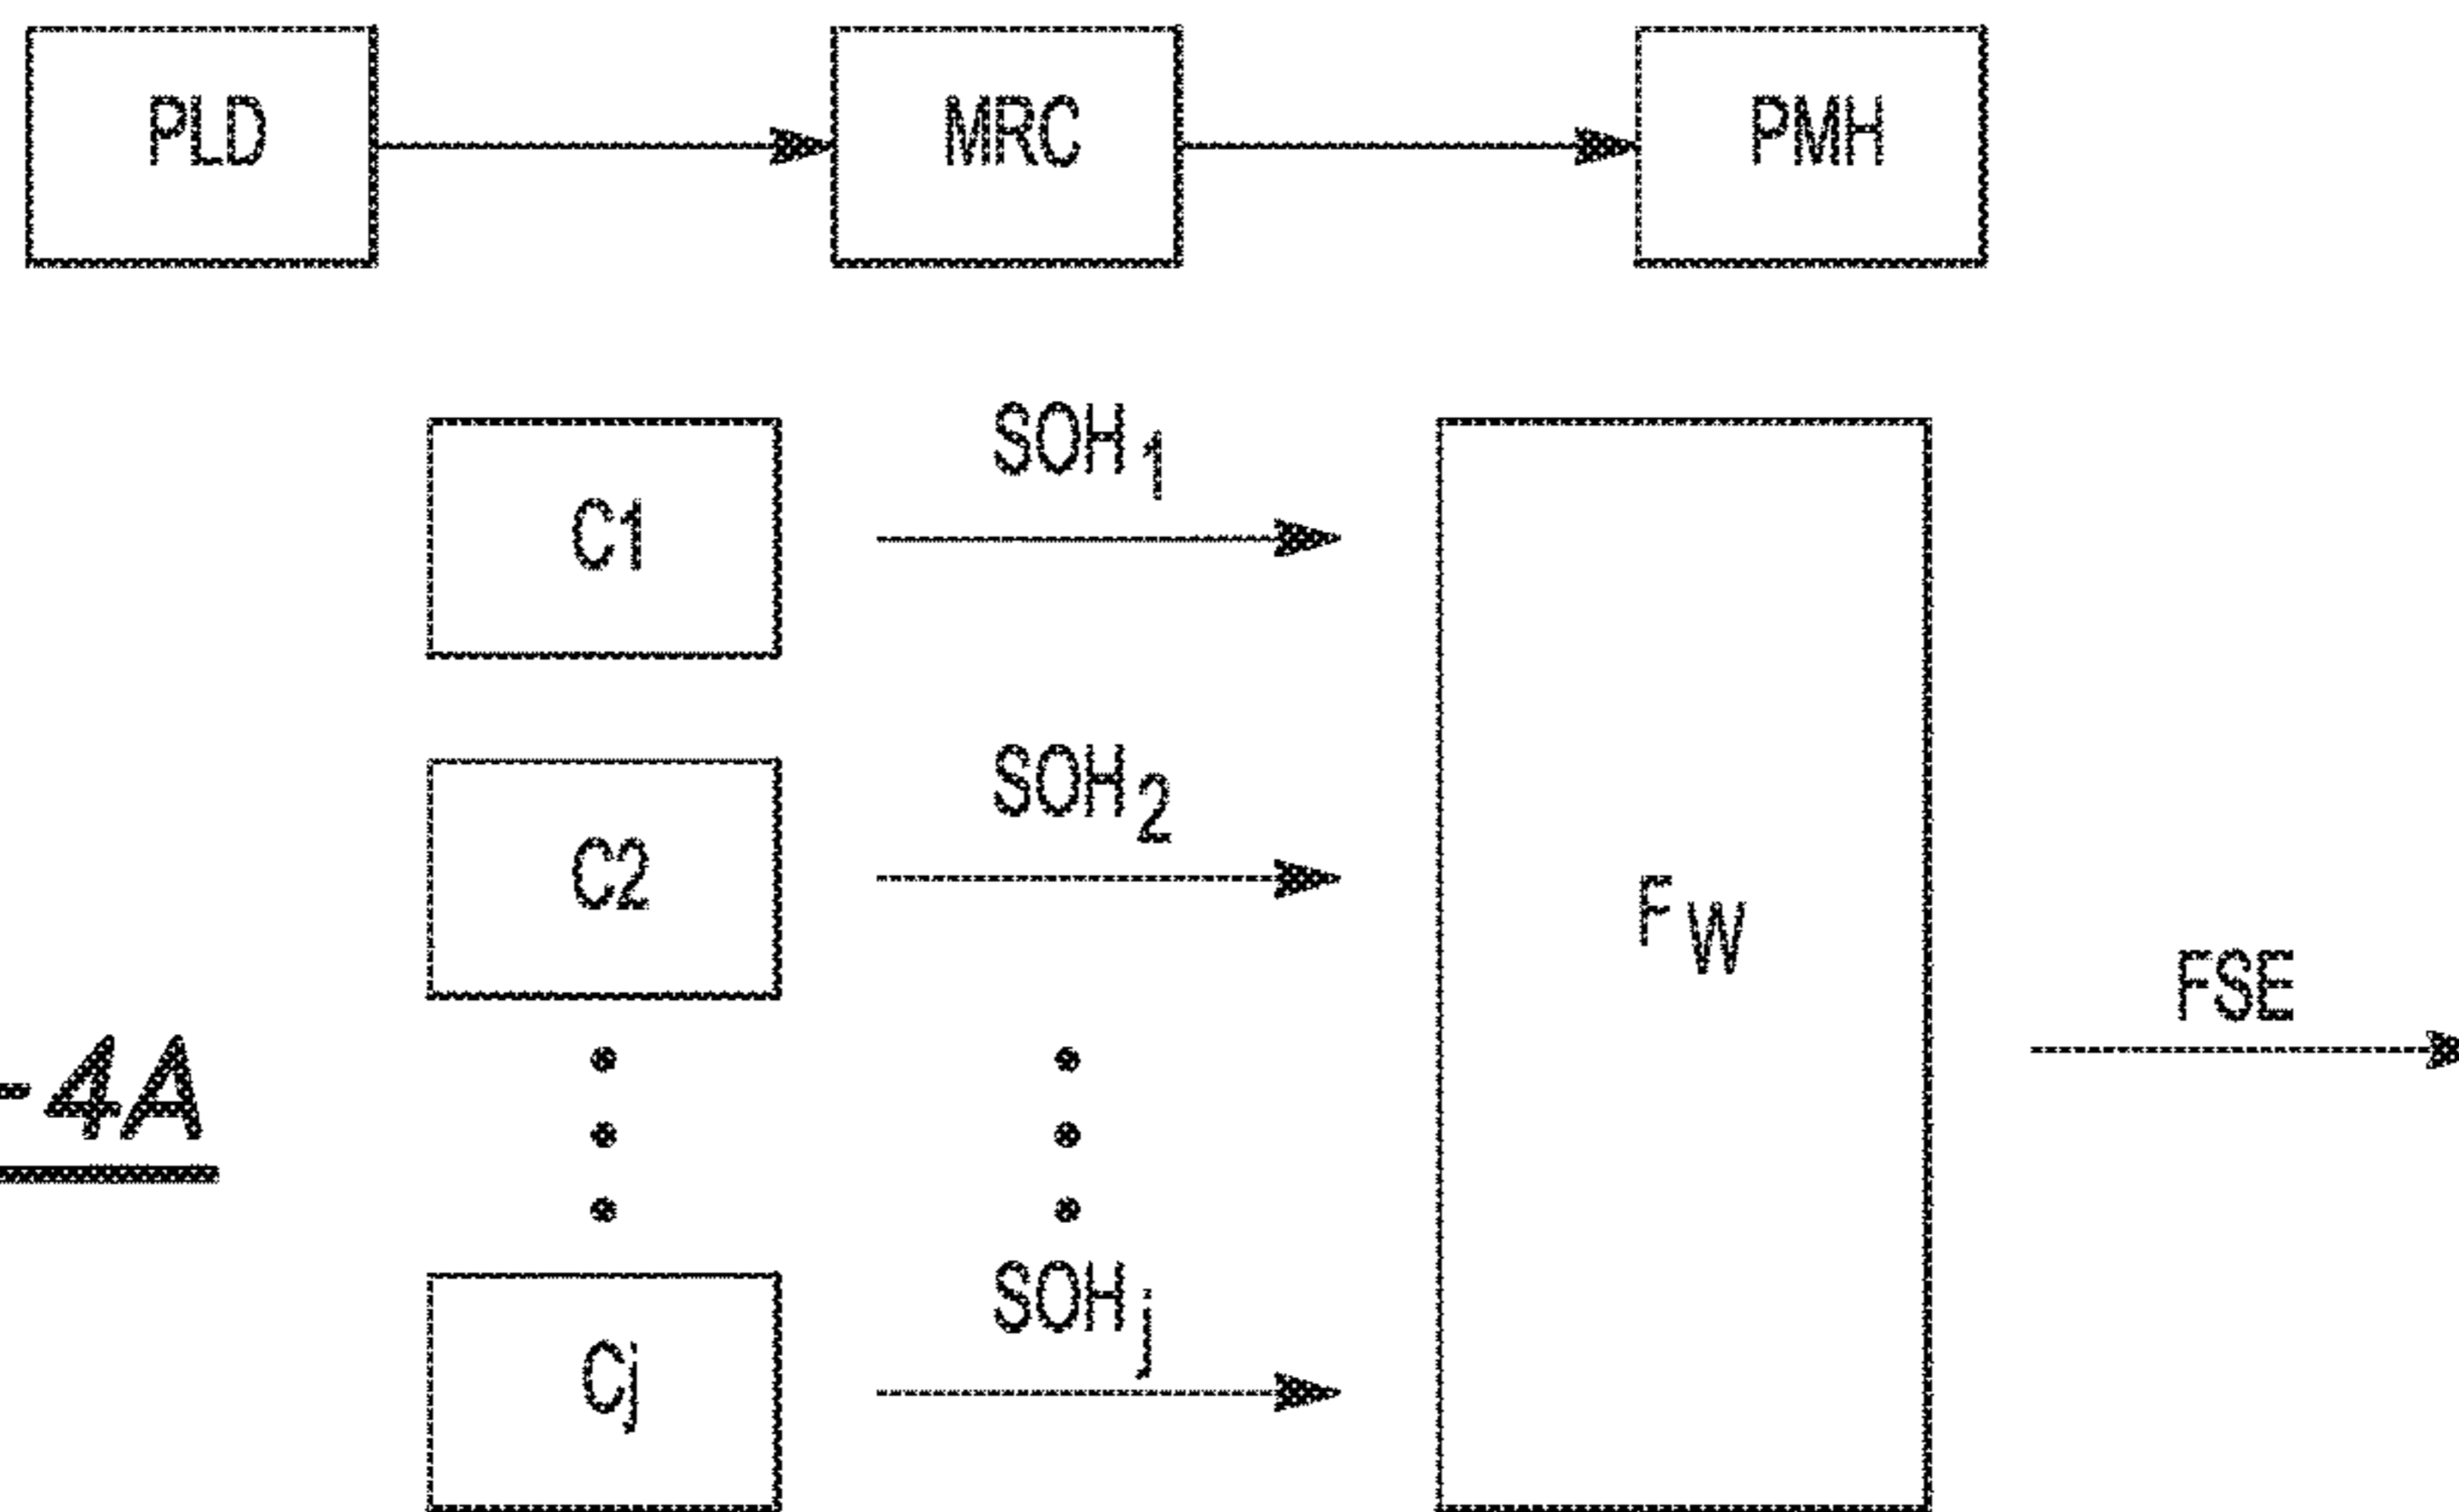 PLD MRC PMH
SOH1
C1
SOH2
C2
FW
FSE
-4A
SOHj
Cj